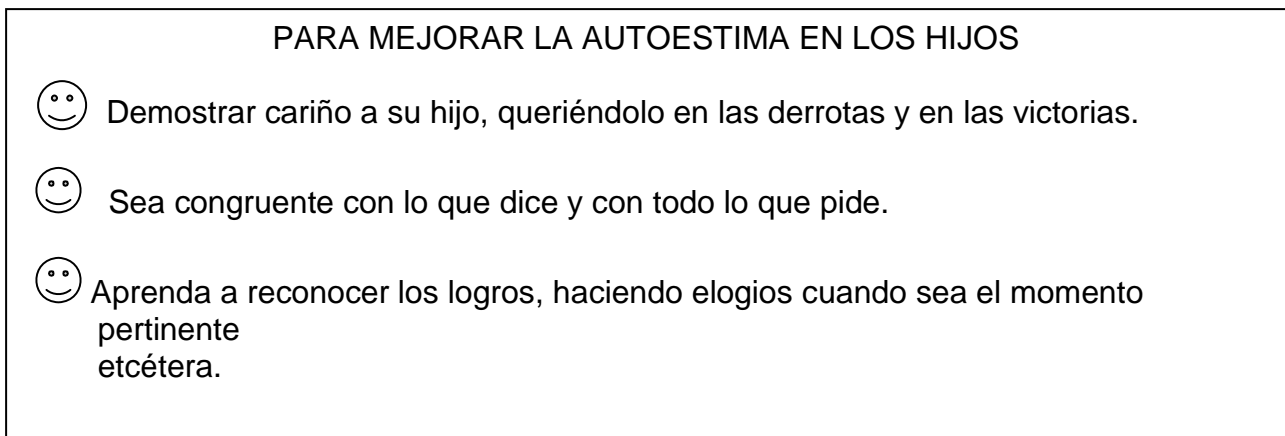 PARA MEJORAR LA AUTOESTIMA EN LOS HIJOS
Demostrar cariño a su hijo, queriéndolo en las derrotas y en las victorias.
Sea congruente con lo que dice y con todo lo que pide.
Aprenda a reconocer los logros, haciendo elogios cuando sea el momento
pertinente
etcétera.